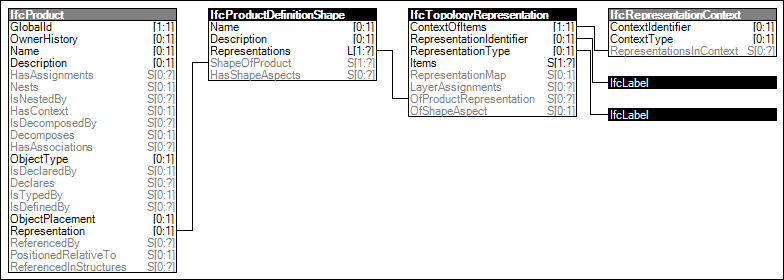 IfcProduct
GlobalId [1:1]
OwnerHistory [0:1]
Name [0:1]
Description [0:1]
HasAssignments S[0:?]
Nests S[0:1]
IsNestedBy S[0:?]
HasContext S[0:1]
IsDecomposedBy S[0:?]
Decomposes S[0:1]
HasAssociations S[0:?]
ObjectType [0:1]
IsDeclaredBy S[0:1]
Declares S[0:?]
IsTypedBy S[0:1]
IsDefinedBy S[0:?]
ObjectPlacement [0:1]
Representation [0:1]
ReferencedBy S[0:?]
PositionedRelativeTo S[0:1]
ReferencedInStructures S[0:?]
IfcProductDefinitionShape
Name [0:1]
Description [0:1]
Representations L[1:?]
ShapeOfProduct S[1:?]
HasShapeAspects S[0:?]
IfcTopologyRepresentation
ContextOfItems [1:1]
RepresentationIdentifier [0:1]
RepresentationType [0:1]
Items S[1:?]
RepresentationMap S[0:1]
LayerAssignments S[0:?]
OfProductRepresentation S[0:?]
OfShapeAspect S[0:1]
IfcRepresentationContext
ContextIdentifier [0:1]
ContextType [0:1]
RepresentationsInContext S[0:?]
IfcLabel
IfcLabel